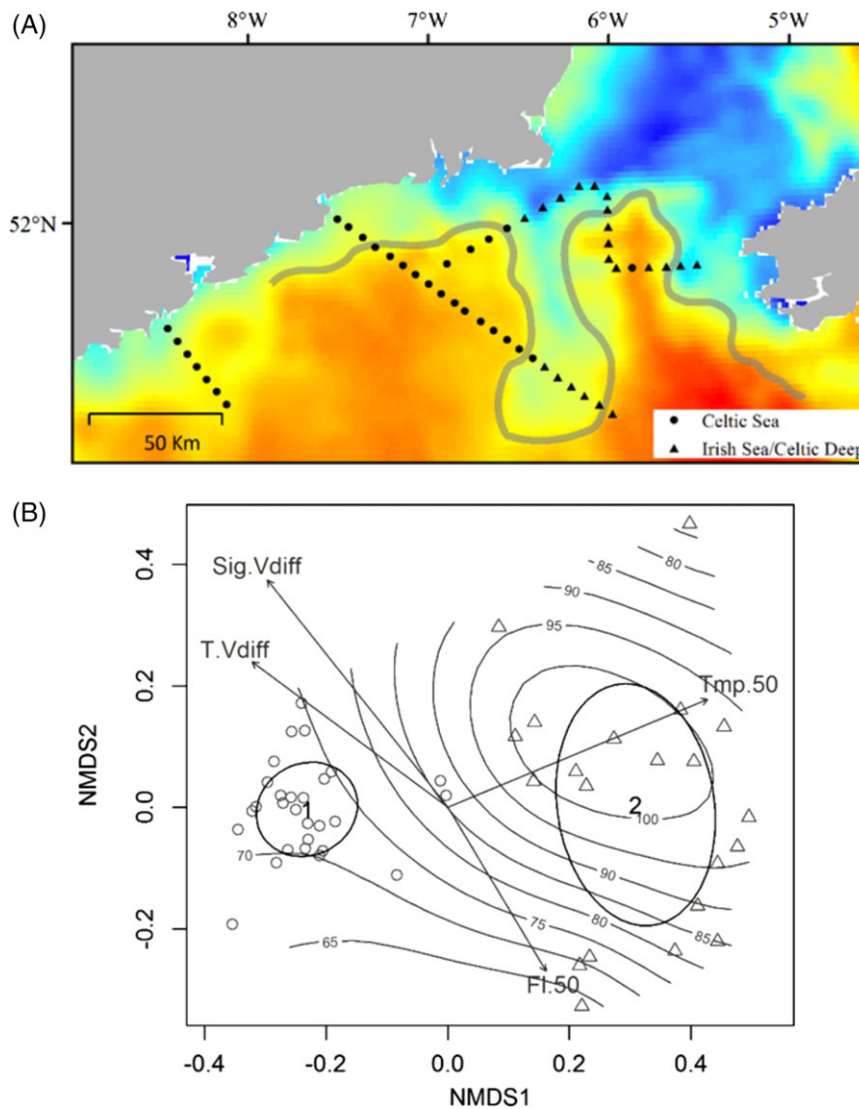 (A)
8°W 7°W 6°W 5°W
52°N
50 Km
Celtic Sea
Irish Sea/Celtic Deep
(B)
NMDS2
0.4
0.2
0.0
-0.2
Sig.Vdiff
T.Vdiff
Tmp.50
Fl.50
1
2
80
85
90
95
100
90
85
80
75
70
65
-0.4 -0.2 0.0 0.2 0.4
NMDS1